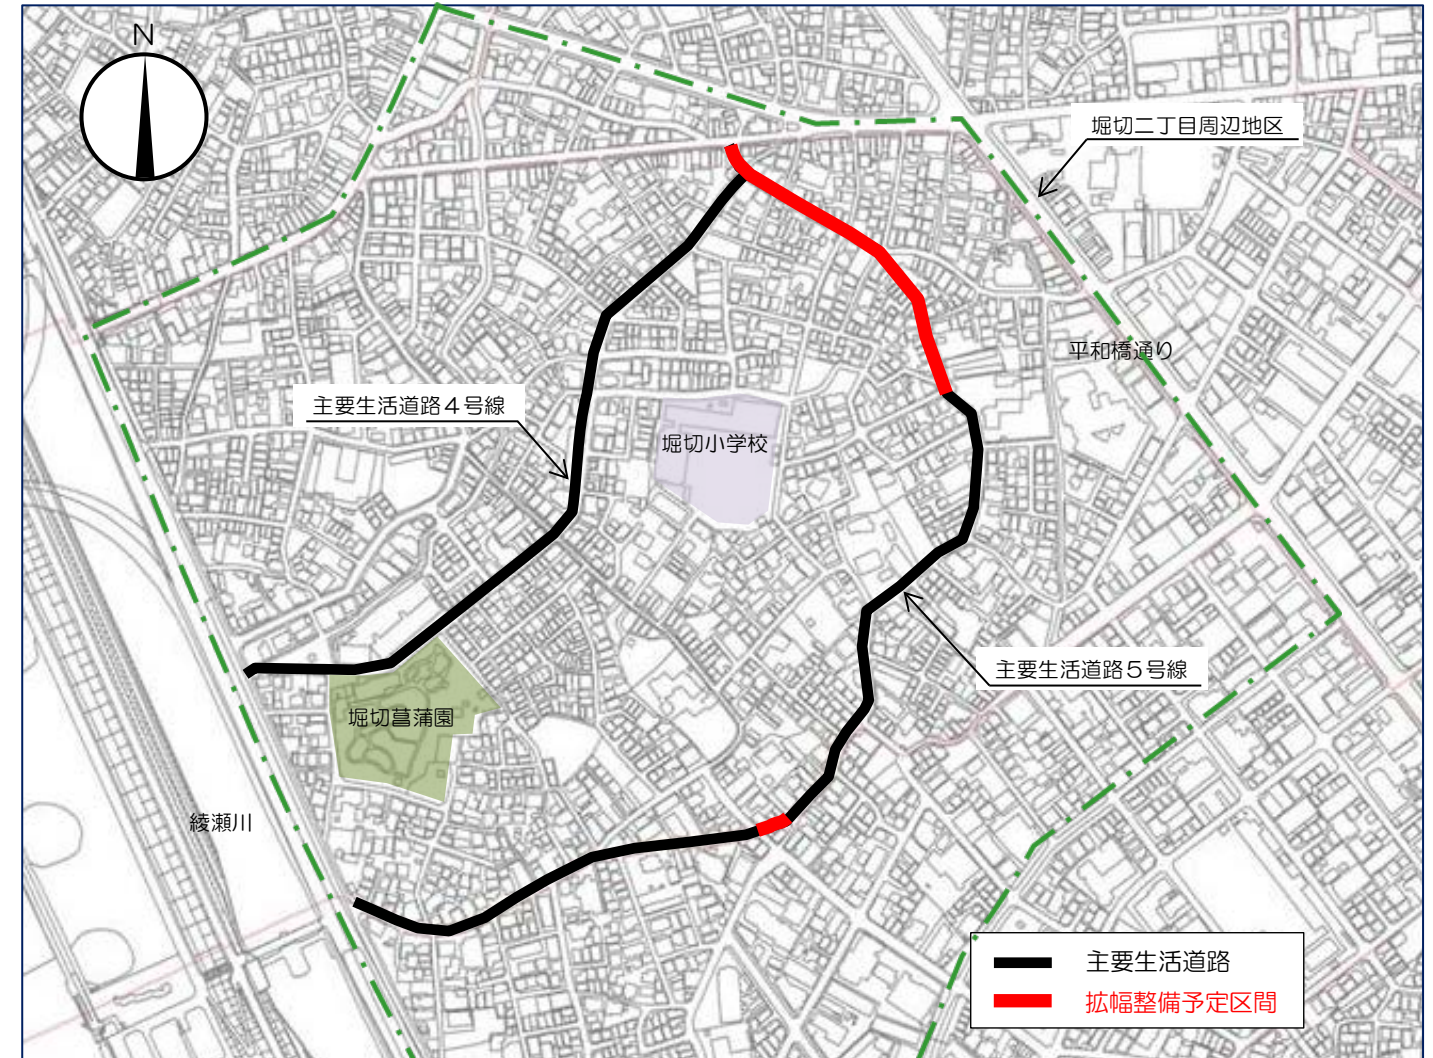 N
堀切二丁目周辺地区
平和橋通り
主要生活道路４号線
堀切小学校
主要生活道路５号線
堀切菖蒲園
綾瀬川
主要生活道路
拡幅整備予定区間